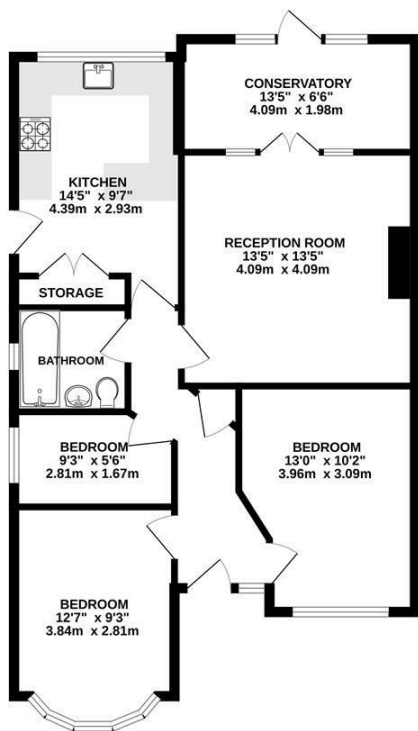 CONSERVATORY
13'5" x 6'6"
4.09m x 1.98m
KITCHEN
14'5" x 9'7"
4.39m x 2.93m
RECEPTION ROOM
13'5" x 13'5"
4.09m x 4.09m
STORAGE
BATHROOM
BEDROOM
9'3" x 5'6"
2.81m x 1.67m
BEDROOM
13'0" x 10'2"
3.96m x 3.09m
BEDROOM
12'7" x 9'3"
3.84m x 2.81m